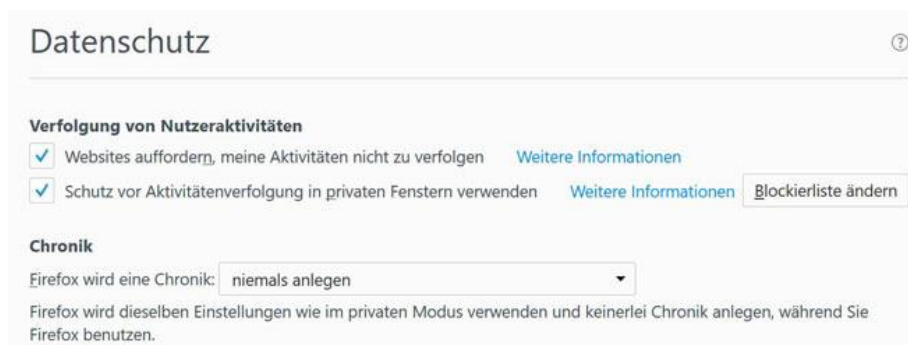 Datenschutz
Verfolgung von Nutzeraktivitäten
Websites auffordern, meine Aktivitäten nicht zu verfolgen Weitere Informationen
Schutz vor Aktivitätenverfolgung in privaten Fenstern verwenden Weitere Informationen Blockierliste ändern
Chronik
Firefox wird eine Chronik: niemals anlegen
Firefox wird dieselben Einstellungen wie im privaten Modus verwenden und keinerlei Chronik anlegen, während Sie
Firefox benutzen.